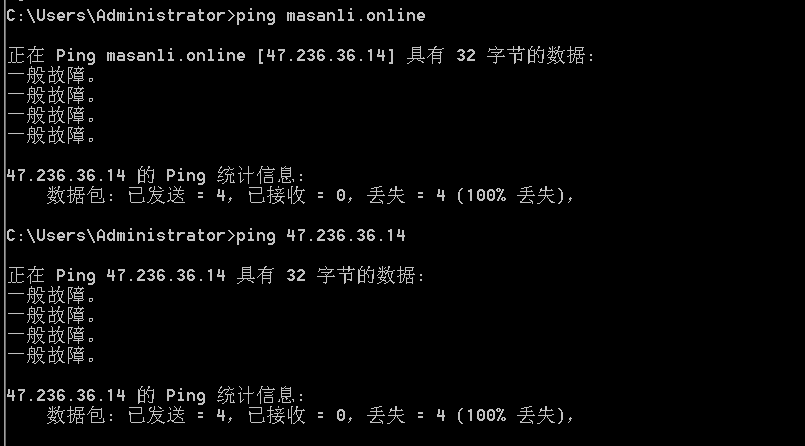 C:\Users\Administrator>ping masanli.online
正在 Ping masanli.online [47.236.36.14] 具有 32 字节的数据:
一般故障。
一般故障。
一般故障。
一般故障。
47.236.36.14 的 Ping 统计信息:
数据包: 已发送 = 4，已接收 = 0，丢失 = 4 (100% 丢失)，
C:\Users\Administrator>ping 47.236.36.14
正在 Ping 47.236.36.14 具有 32 字节的数据:
一般故障。
一般故障。
一般故障。
一般故障。
47.236.36.14 的 Ping 统计信息:
数据包: 已发送 = 4，已接收 = 0，丢失 = 4 (100% 丢失)，